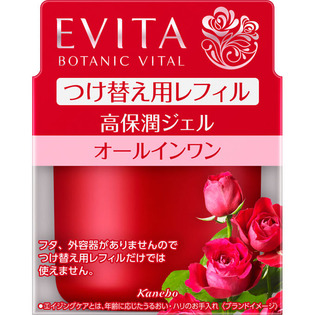 EVITA
BOTANIC VITAL
つけ替え用レフィル
高保潤ジェル
オールインワン
フタ、外容器がありませんので
つけ替え用レフィルだけでは
使えません。
Kanebo
●エイジングケアとは、年齢に応じたうるおい・ハリのお手入れ（ブランドイメージ）